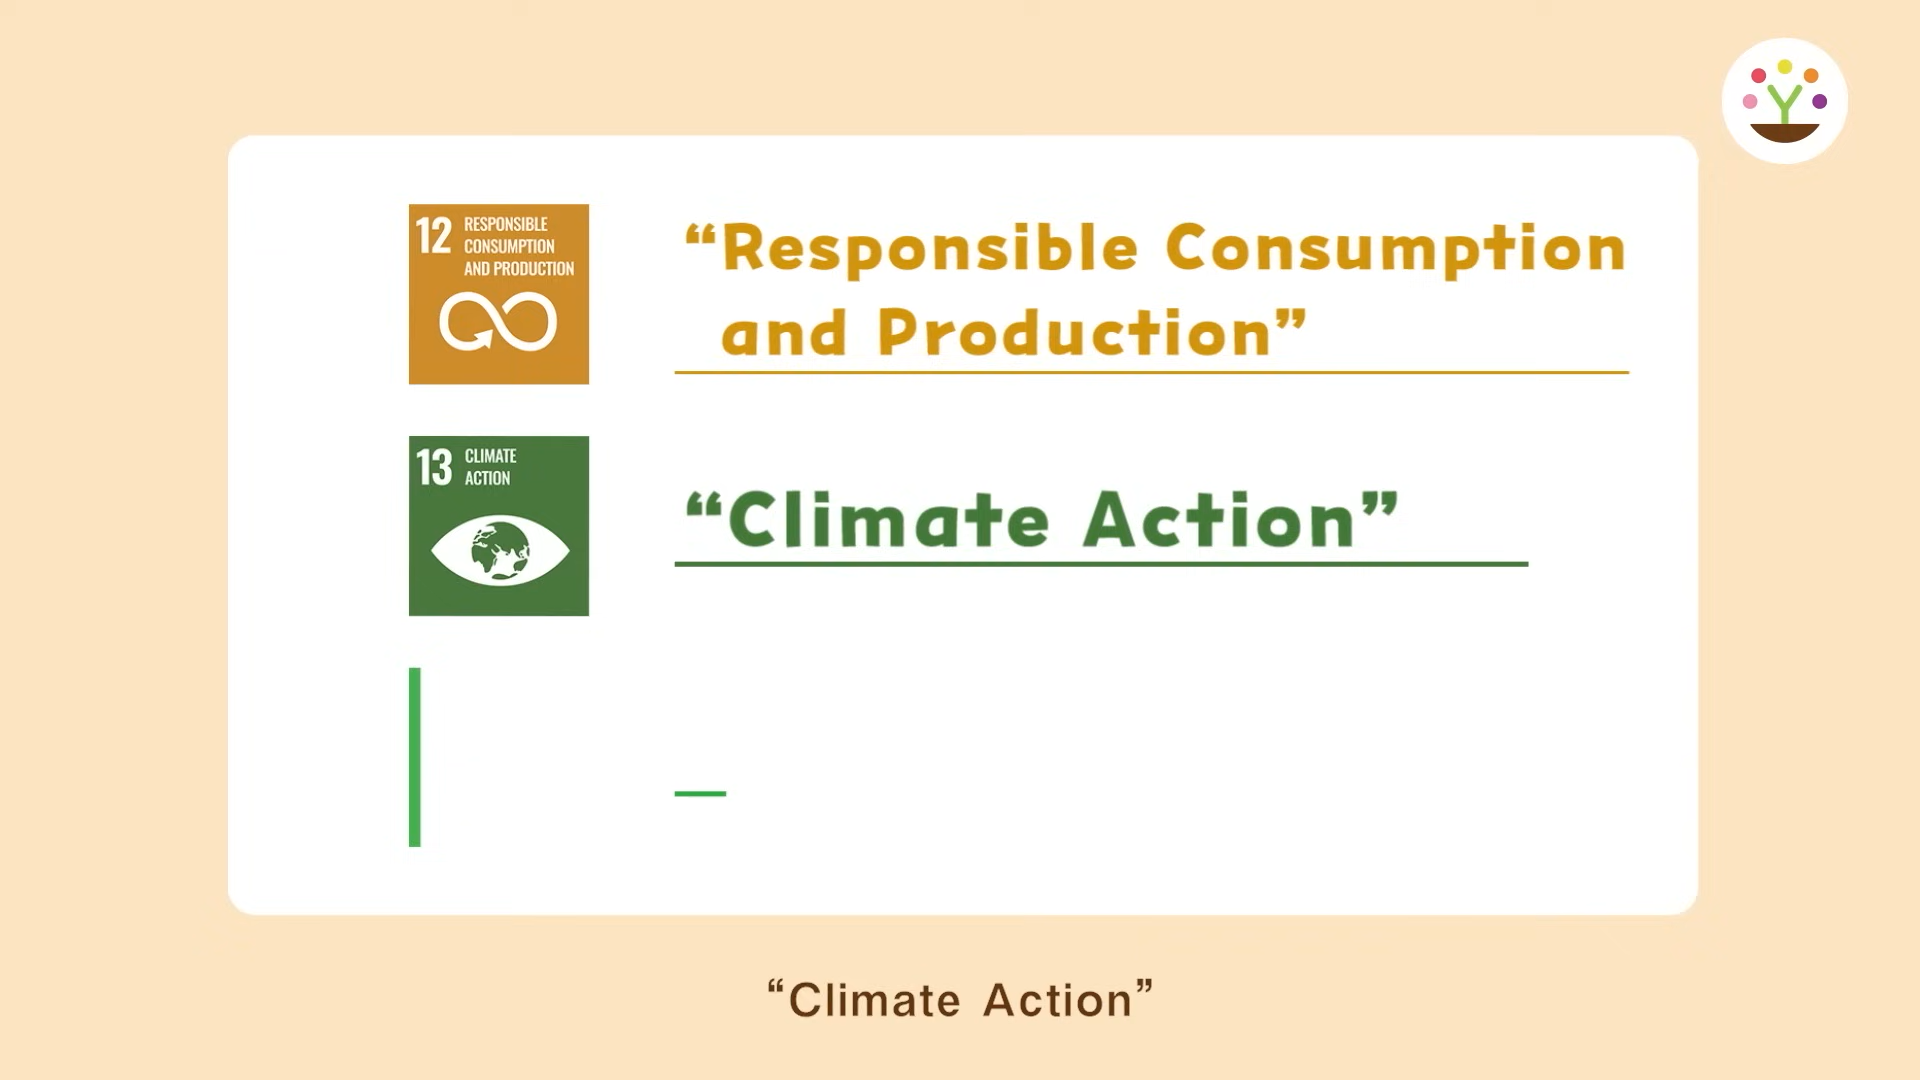 12 RESPONSIBLE
CONSUMPTION
AND PRODUCTION
“Responsible Consumption
and Production”
13 CLIMATE
ACTION
“Climate Action”
“Climate Action”